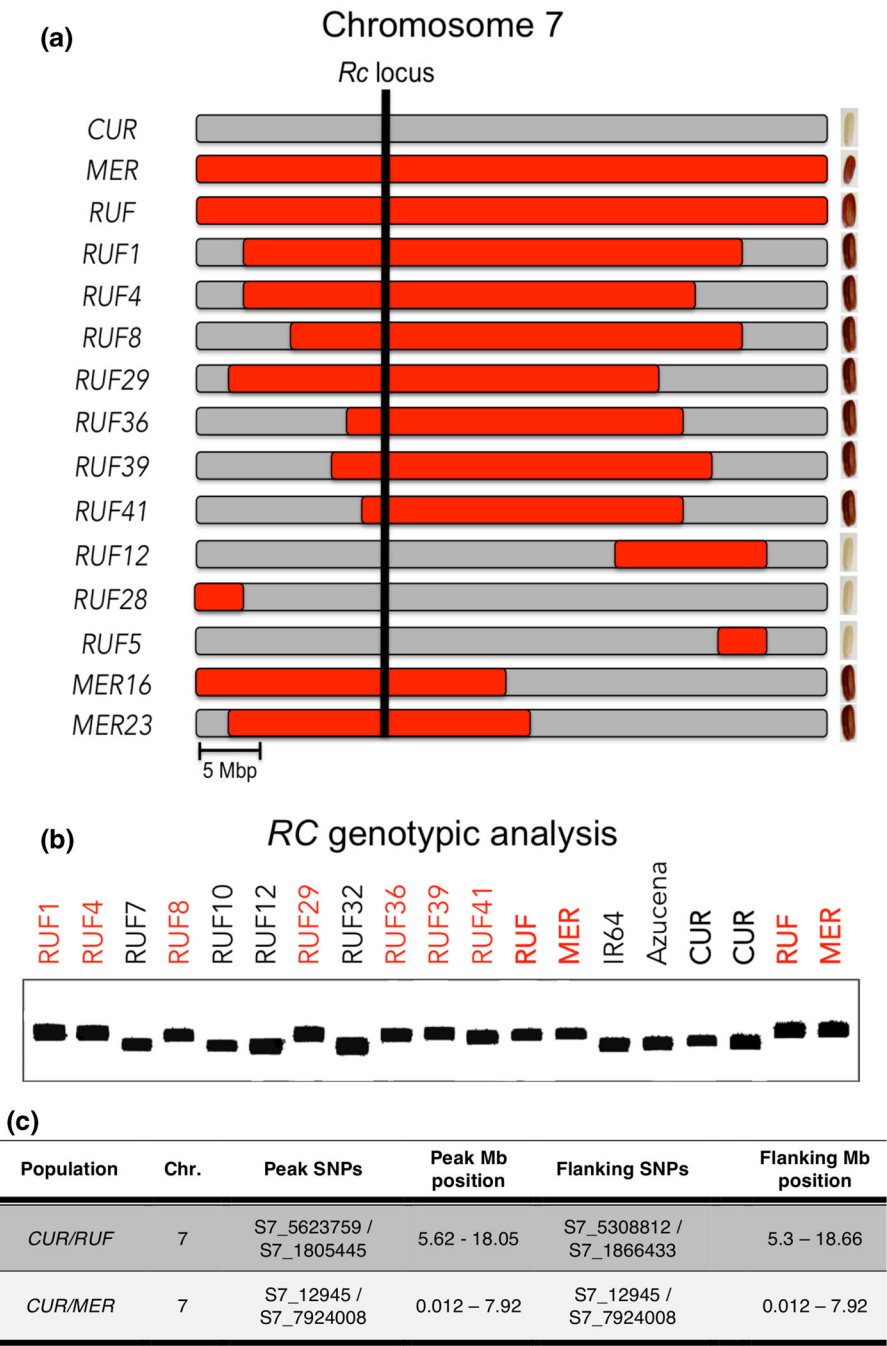 (a)
Chromosome 7
Rc locus
CUR
MER
RUF
RUF1
RUF4
RUF8
RUF29
RUF36
RUF39
RUF41
RUF12
RUF28
RUF5
MER16
MER23
5 Mbp
(b)
RC genotypic analysis
RUF1 RUF4 RUF7 RUF8 RUF10 RUF12 RUF29 RUF32 RUF36 RUF39 RUF41 RUF MER IR64 Azucena CUR CUR RUF MER
(c)
Population Chr. Peak SNPs Peak Mb position Flanking SNPs Flanking Mb position
CUR/RUF 7 S7_5623759 / S7_1805445 5.62 - 18.05 S7_5308812 / S7_1866433 5.3 – 18.66
CUR/MER 7 S7_12945 / S7_7924008 0.012 – 7.92 S7_12945 / S7_7924008 0.012 – 7.92